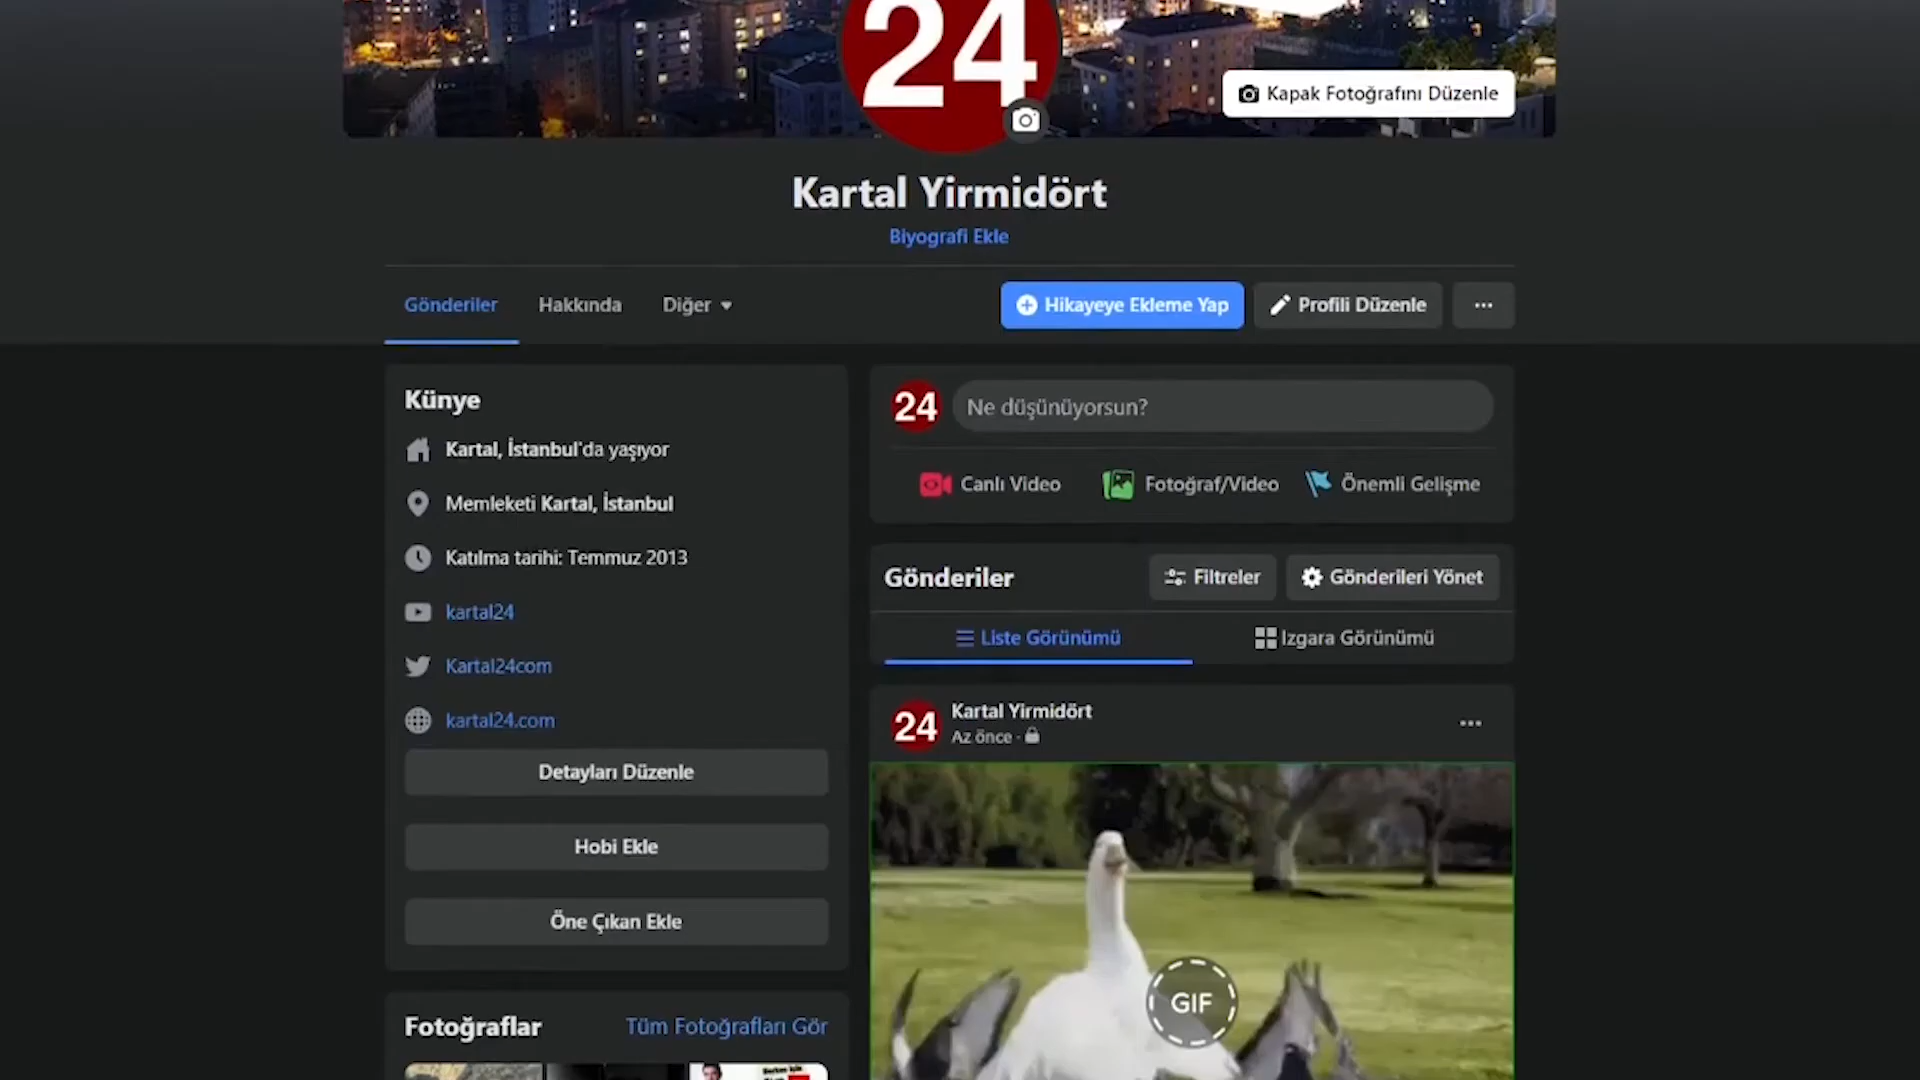 24
Kapak Fotoğrafını Düzenle
Kartal Yirmidört
Biyografi Ekle
Gönderiler
Hakkında
Diğer
Hikayeye Ekleme Yap
Profili Düzenle
Künye
Kartal, İstanbul'da yaşıyor
Memleketi Kartal, İstanbul
Katılma tarihi: Temmuz 2013
kartal24
Kartal24com
kartal24.com
Detayları Düzenle
Hobi Ekle
Öne Çıkan Ekle
Fotoğraflar
Tüm Fotoğrafları Gör
24
Ne düşünüyorsun?
Canlı Video
Fotoğraf/Video
Önemli Gelişme
Gönderiler
Filtreler
Gönderileri Yönet
Liste Görünümü
Izgara Görünümü
24
Kartal Yirmidört
Az önce ·
GIF